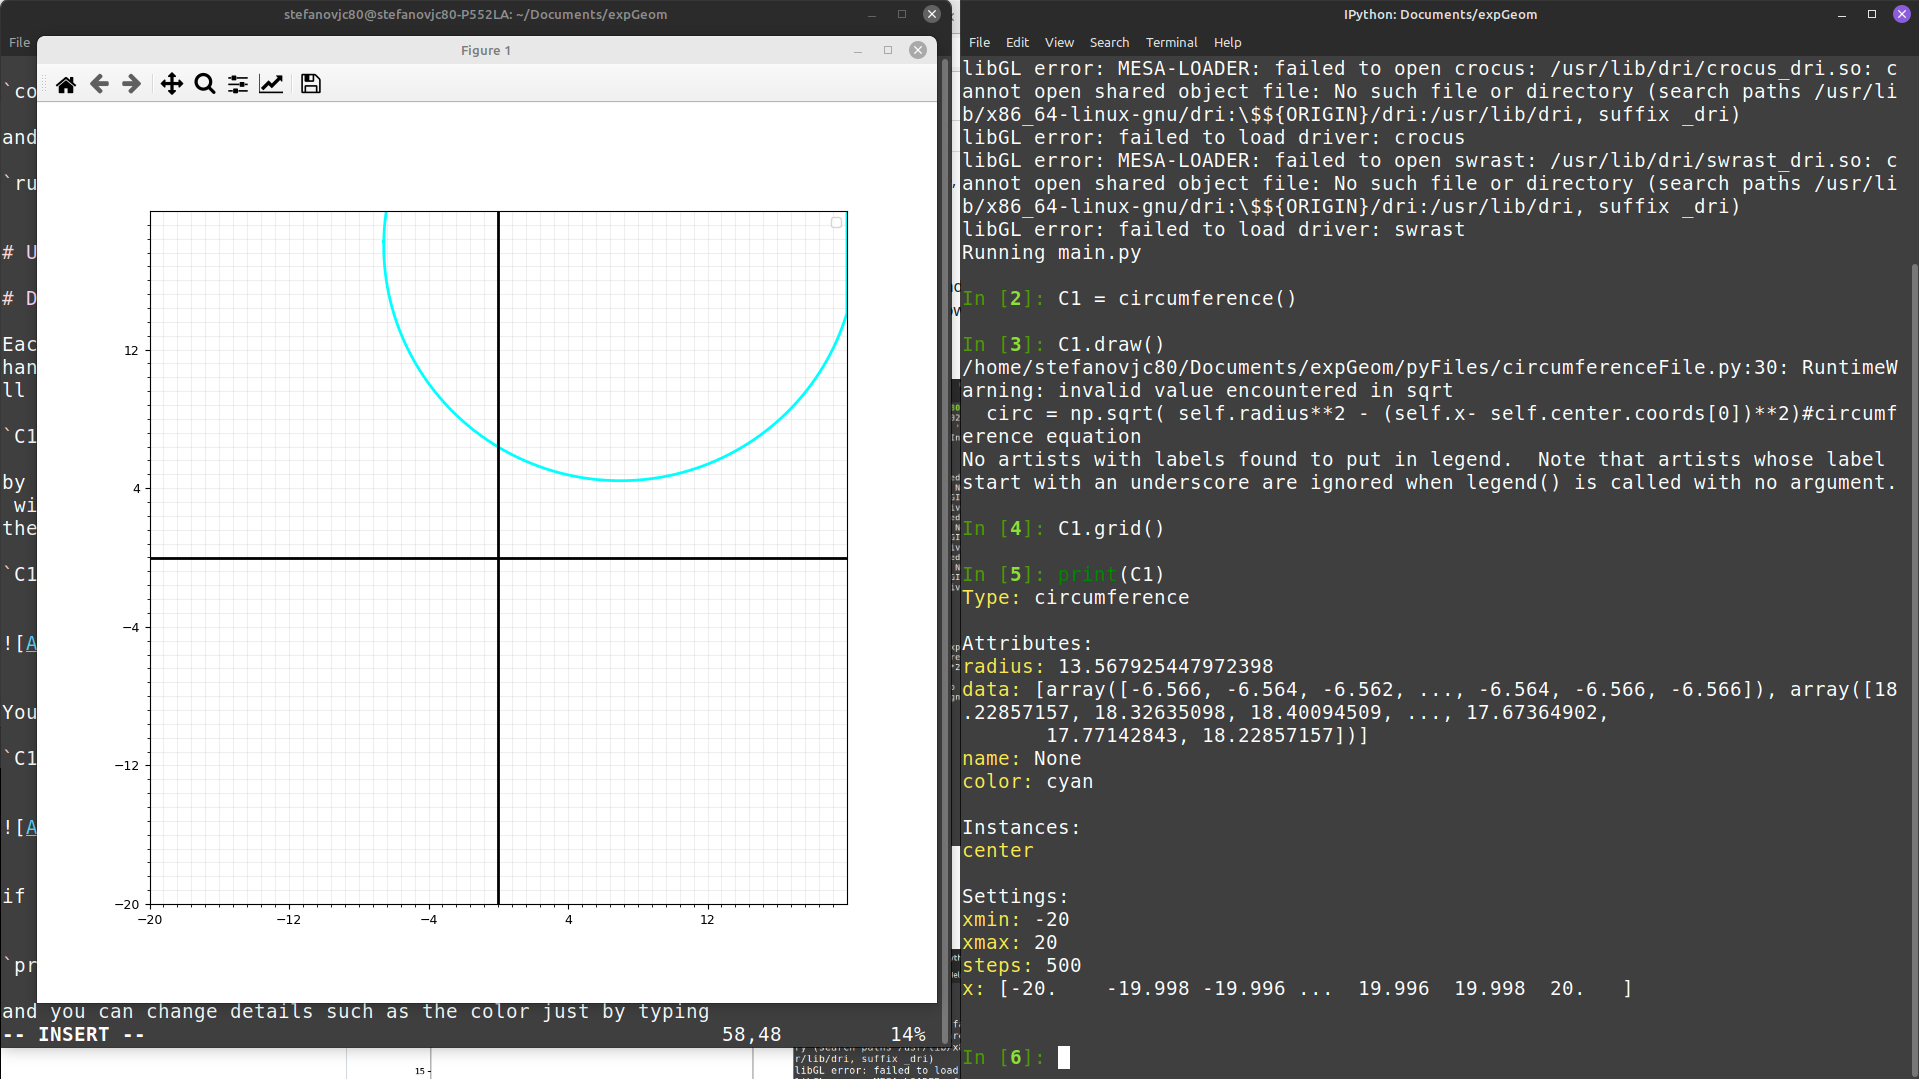 stefanovjc80@stefanovjc80-P552LA: ~/Documents/expGeom
File
Figure 1
`co
and
`ru
# U
# D
Eac
han
ll
`C1
by
wi
the
`C1
![A
You
`C1
![A
if
`pr
and you can change details such as the color just by typing
-- INSERT -- 58,48 14%
12
4
−4
−12
−20
−20 −12 −4 4 12
15
r/lib/dri, suffix _dri)
libGL error: failed to load
IPython: Documents/expGeom
File Edit View Search Terminal Help
libGL error: MESA-LOADER: failed to open crocus: /usr/lib/dri/crocus_dri.so: c
annot open shared object file: No such file or directory (search paths /usr/li
b/x86_64-linux-gnu/dri:\$${ORIGIN}/dri:/usr/lib/dri, suffix _dri)
libGL error: failed to load driver: crocus
libGL error: MESA-LOADER: failed to open swrast: /usr/lib/dri/swrast_dri.so: c
annot open shared object file: No such file or directory (search paths /usr/li
b/x86_64-linux-gnu/dri:\$${ORIGIN}/dri:/usr/lib/dri, suffix _dri)
libGL error: failed to load driver: swrast
Running main.py
In [2]: C1 = circumference()
In [3]: C1.draw()
/home/stefanovjc80/Documents/expGeom/pyFiles/circumferenceFile.py:30: RuntimeW
arning: invalid value encountered in sqrt
circ = np.sqrt( self.radius**2 - (self.x- self.center.coords[0])**2)#circumf
erence equation
No artists with labels found to put in legend.  Note that artists whose label
start with an underscore are ignored when legend() is called with no argument.
In [4]: C1.grid()
In [5]: print(C1)
Type: circumference
Attributes:
radius: 13.567925447972398
data: [array([-6.566, -6.564, -6.562, ..., -6.564, -6.566, -6.566]), array([18
.22857157, 18.32635098, 18.40094509, ..., 17.67364902,
17.77142843, 18.22857157])]
name: None
color: cyan
Instances:
center
Settings:
xmin: -20
xmax: 20
steps: 500
x: [-20.    -19.998 -19.996 ...  19.996  19.998  20.   ]
In [6]: